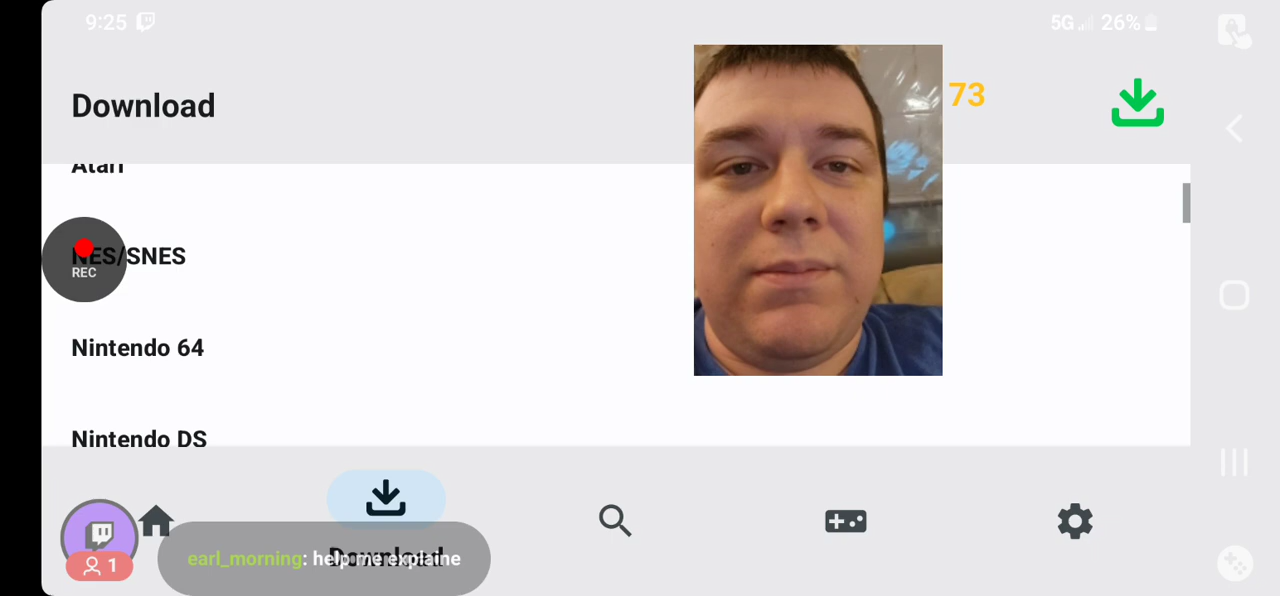 9:25
5G 26%
Download
73
Atari
NES/SNES
REC
Nintendo 64
Nintendo DS
Download
earl_morning: help me explaine
1